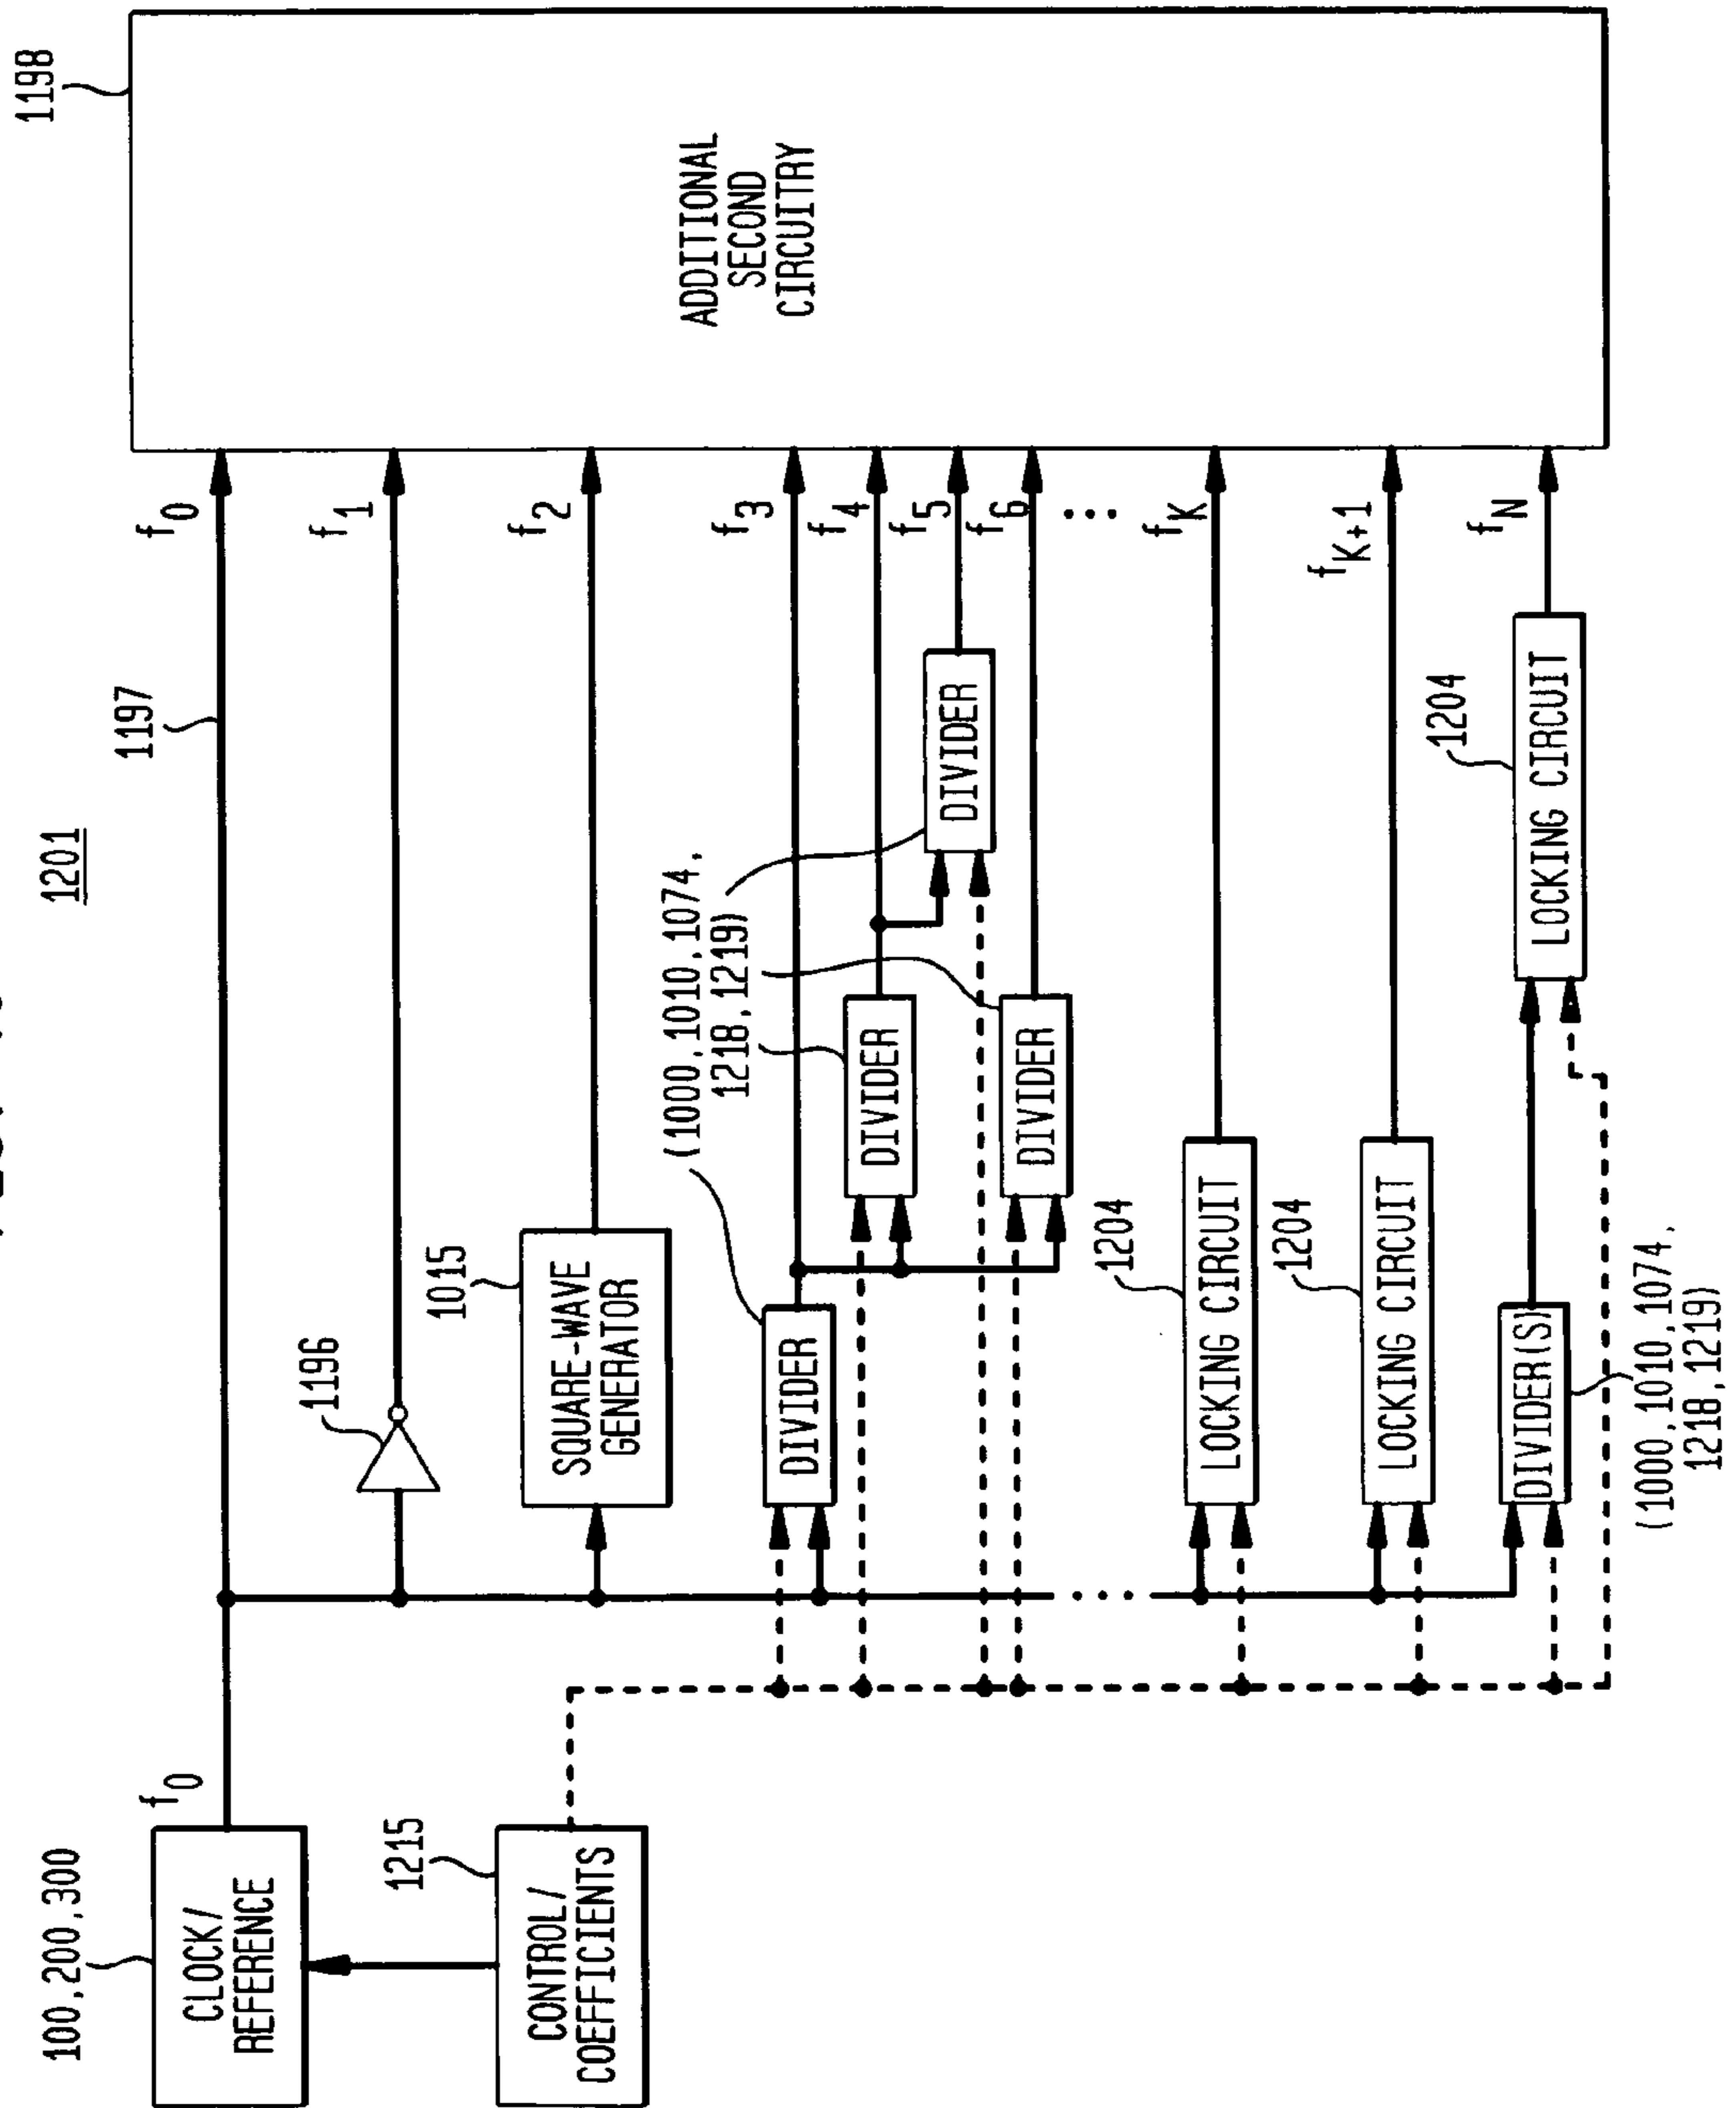 1201
100,200,300
CLOCK/
REFERENCE
f0
1197
f0
1198
ADDITIONAL
SECOND
CIRCUITRY
1196
f1
1215
CONTROL/
COEFFICIENTS
1015
SQUARE-WAVE
GENERATOR
f2
(1000,1010,1074,
1218,1219)
DIVIDER
f3
DIVIDER
f4
DIVIDER
f5
DIVIDER
f6
...
1204
LOCKING CIRCUIT
fK
1204
LOCKING CIRCUIT
fK+1
DIVIDER(S)
1204
LOCKING CIRCUIT
fN
(1000,1010,1074,
1218,1219)